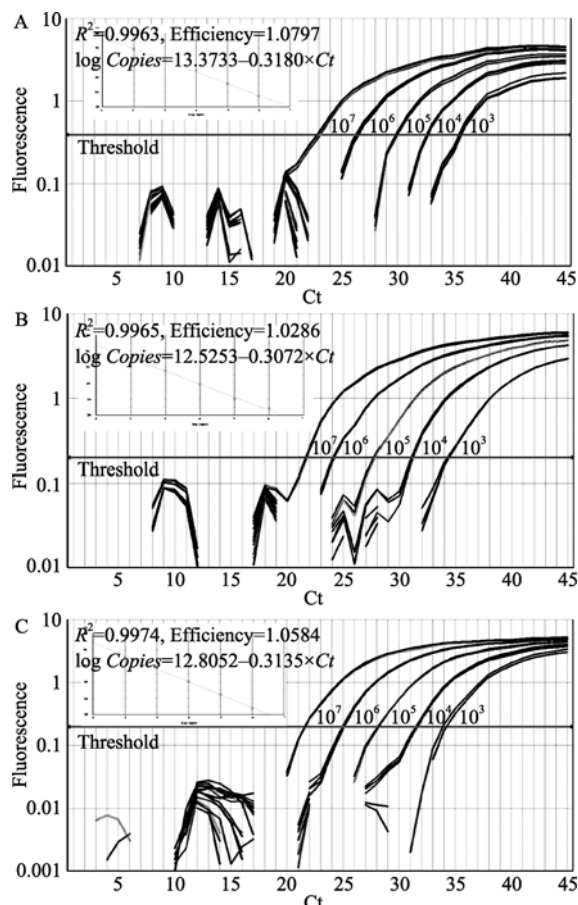 A
10
R²=0.9963, Efficiency=1.0797
log Copies=13.3733–0.3180×Ct
1
Fluorescence
10⁷ 10⁶ 10⁵ 10⁴ 10³
Threshold
0.1
0.01
5 10 15 20 25 30 35 40 45
Ct
B
10
R²=0.9965, Efficiency=1.0286
log Copies=12.5253–0.3072×Ct
1
Fluorescence
10⁷ 10⁶ 10⁵ 10⁴ 10³
Threshold
0.1
0.01
5 10 15 20 25 30 35 40 45
Ct
C
10
R²=0.9974, Efficiency=1.0584
log Copies=12.8052–0.3135×Ct
1
Fluorescence
10⁷ 10⁶ 10⁵ 10⁴ 10³
Threshold
0.1
0.01
0.001
5 10 15 20 25 30 35 40 45
Ct